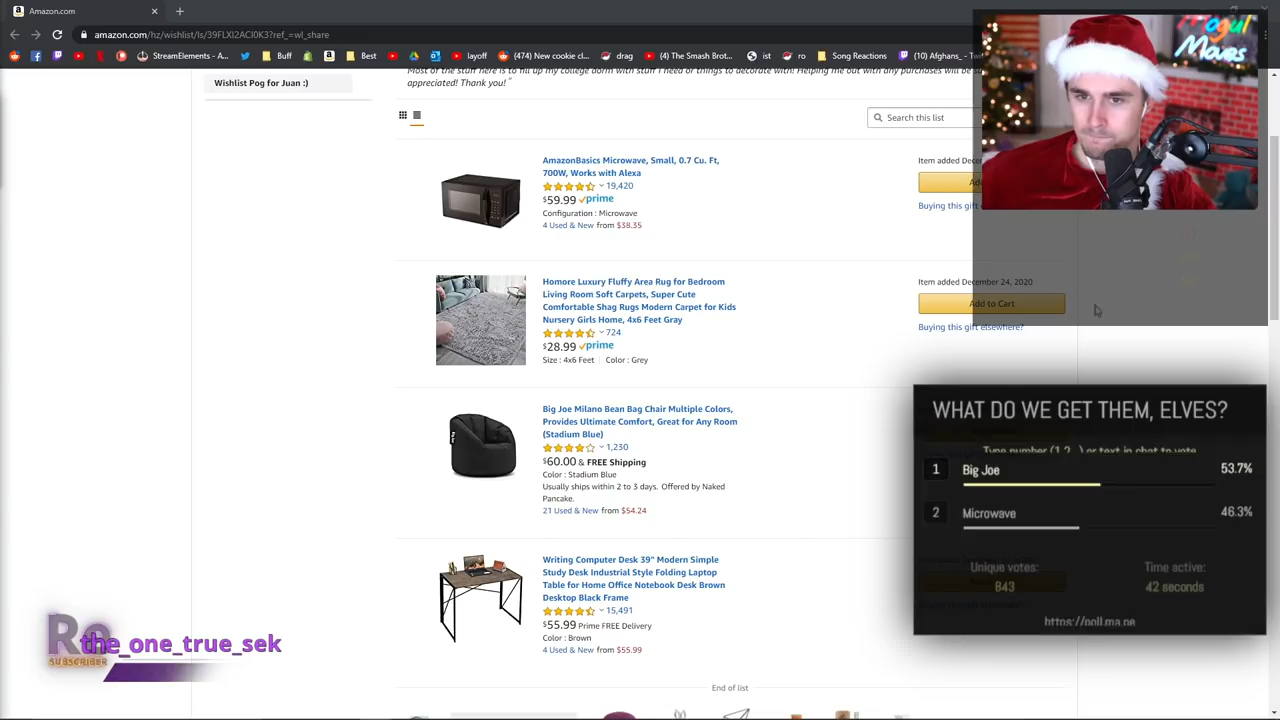 Amazon.com
amazon.com/hz/wishlist/ls/39FLXI2ACI0K3?ref_=wl_share
StreamElements - A... Best layoff (474) New cookie cl... drag (4) The Smash Brot... ist ro Song Reactions (10) Afghans_ - Twi
Mogul
Moves
Most of the stuff here is to fill up my college dorm with stuff I need or things to decorate with! Helping me out with any purchases will be
appreciated! Thank you!"
Wishlist Pog for Juan :)
Search this list
AmazonBasics Microwave, Small, 0.7 Cu. Ft,
700W, Works with Alexa
19,420
$59.99 prime
Configuration : Microwave
4 Used & New from $38.35
Item added Dece
Ad
Buying this gif
Homore Luxury Fluffy Area Rug for Bedroom
Living Room Soft Carpets, Super Cute
Comfortable Shag Rugs Modern Carpet for Kids
Nursery Girls Home, 4x6 Feet Gray
724
$28.99 prime
Size : 4x6 Feet Color : Grey
Item added December 24, 2020
Add to Cart
Buying this gift elsewhere?
Big Joe Milano Bean Bag Chair Multiple Colors,
Provides Ultimate Comfort, Great for Any Room
(Stadium Blue)
1,230
$60.00 & FREE Shipping
Color : Stadium Blue
Usually ships within 2 to 3 days. Offered by Naked
Pancake.
21 Used & New from $54.24
WHAT DO WE GET THEM, ELVES?
Type number (1,2...) or text in chat to vote
1 Big Joe 53.7%
2 Microwave 46.3%
Unique votes:
843
Time active:
42 seconds
https://poll.ma.pe
Writing Computer Desk 39" Modern Simple
Study Desk Industrial Style Folding Laptop
Table for Home Office Notebook Desk Brown
Desktop Black Frame
15,491
$55.99 Prime FREE Delivery
Color : Brown
4 Used & New from $55.99
End of list
the_one_true_sek
SUBSCRIBER